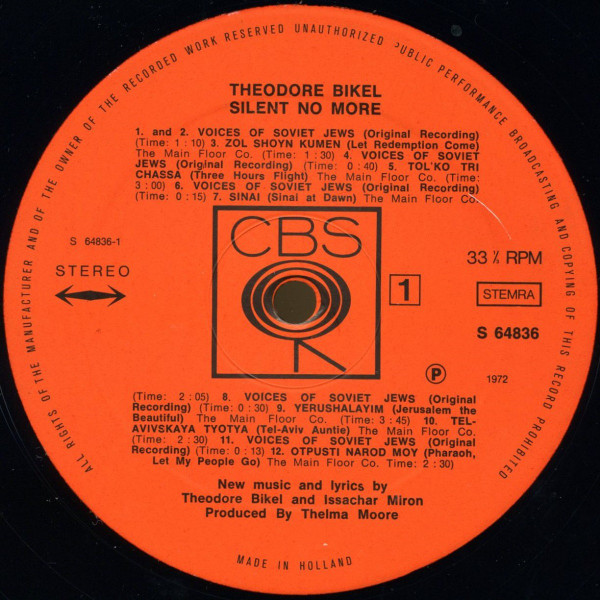 ALL RIGHTS OF THE MANUFACTURER AND OF THE OWNER OF THE RECORDED WORK RESERVED UNAUTHORIZED PUBLIC PERFORMANCE BROADCASTING AND COPYING OF THIS RECORD PROHIBITED
THEODORE BIKEL
SILENT NO MORE
1. and 2. VOICES OF SOVIET JEWS (Original Recording)
(Time: 1 : 10) 3. ZOL SHOYN KUMEN (Let Redemption Come)
The Main Floor Co. (Time: 1 : 30) 4. VOICES OF SOVIET
JEWS (Original Recording) (Time: 0 : 40) 5. TOL'KO TRI
CHASSA (Three Hours Flight) The Main Floor Co. (Time:
3 : 00) 6. VOICES OF SOVIET JEWS (Original Recording)
(Time: 0 : 15) 7. SINAI (Sinai at Dawn) The Main Floor Co.
CBS
S 64836-1
STEREO
1
33⅓ RPM
STEMRA
S 64836
P
1972
(Time: 2 : 05) 8. VOICES OF SOVIET JEWS (Original
Recording) (Time: 0 : 30) 9. YERUSHALAYIM (Jerusalem the
Beautiful) The Main Floor Co. (Time: 3 : 45) 10. TEL-
AVIVSKAYA TYOTYA (Tel-Aviv Auntie) The Main Floor Co.
(Time: 2 : 30) 11. VOICES OF SOVIET JEWS (Original
Recording) (Time: 0 : 13) 12. OTPUSTI NAROD MOY (Pharaoh,
Let My People Go) The Main Floor Co. Time: 2 : 30)
New music and lyrics by
Theodore Bikel and Issachar Miron
Produced By Thelma Moore
MADE IN HOLLAND